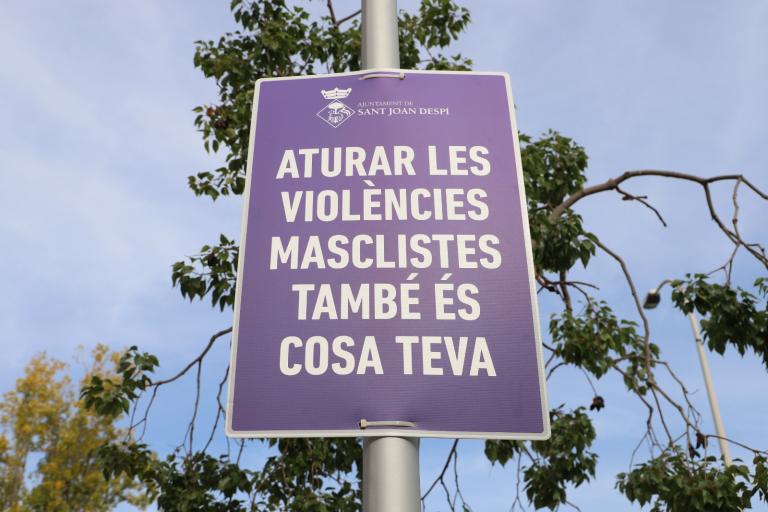 AJUNTAMENT DE
SANT JOAN DESPÍ
ATURAR LES
VIOLÈNCIES
MASCLISTES
TAMBÉ ÉS
COSA TEVA